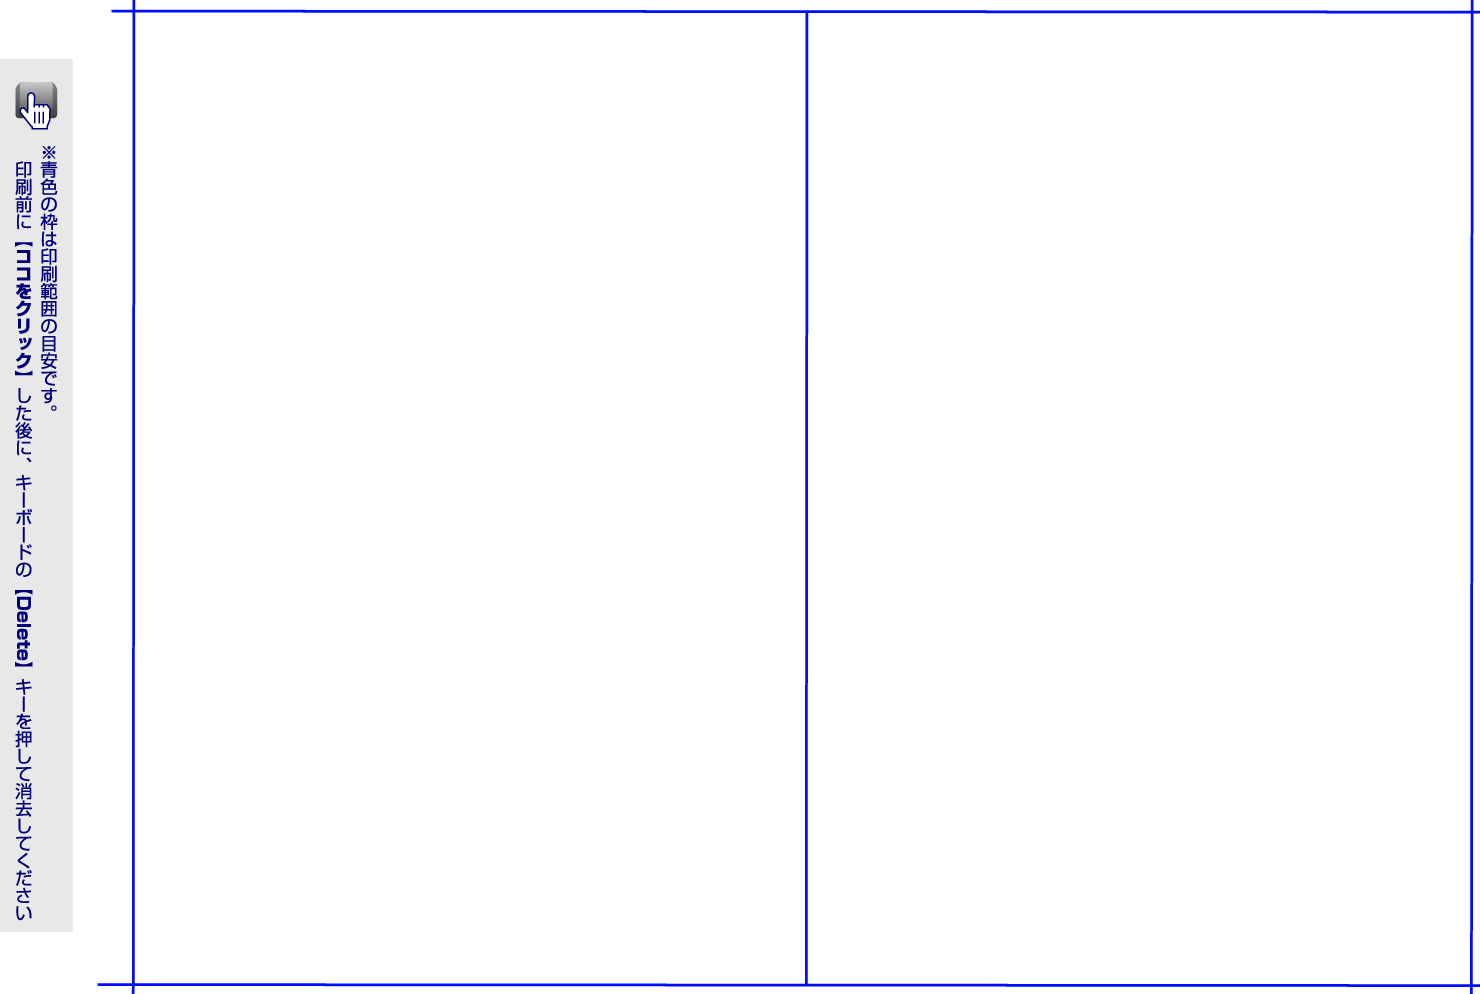 ※青色の枠は印刷範囲の目安です。
印刷前に【ココをクリック】した後に、キーボードの【Delete】キーを押して消去してください